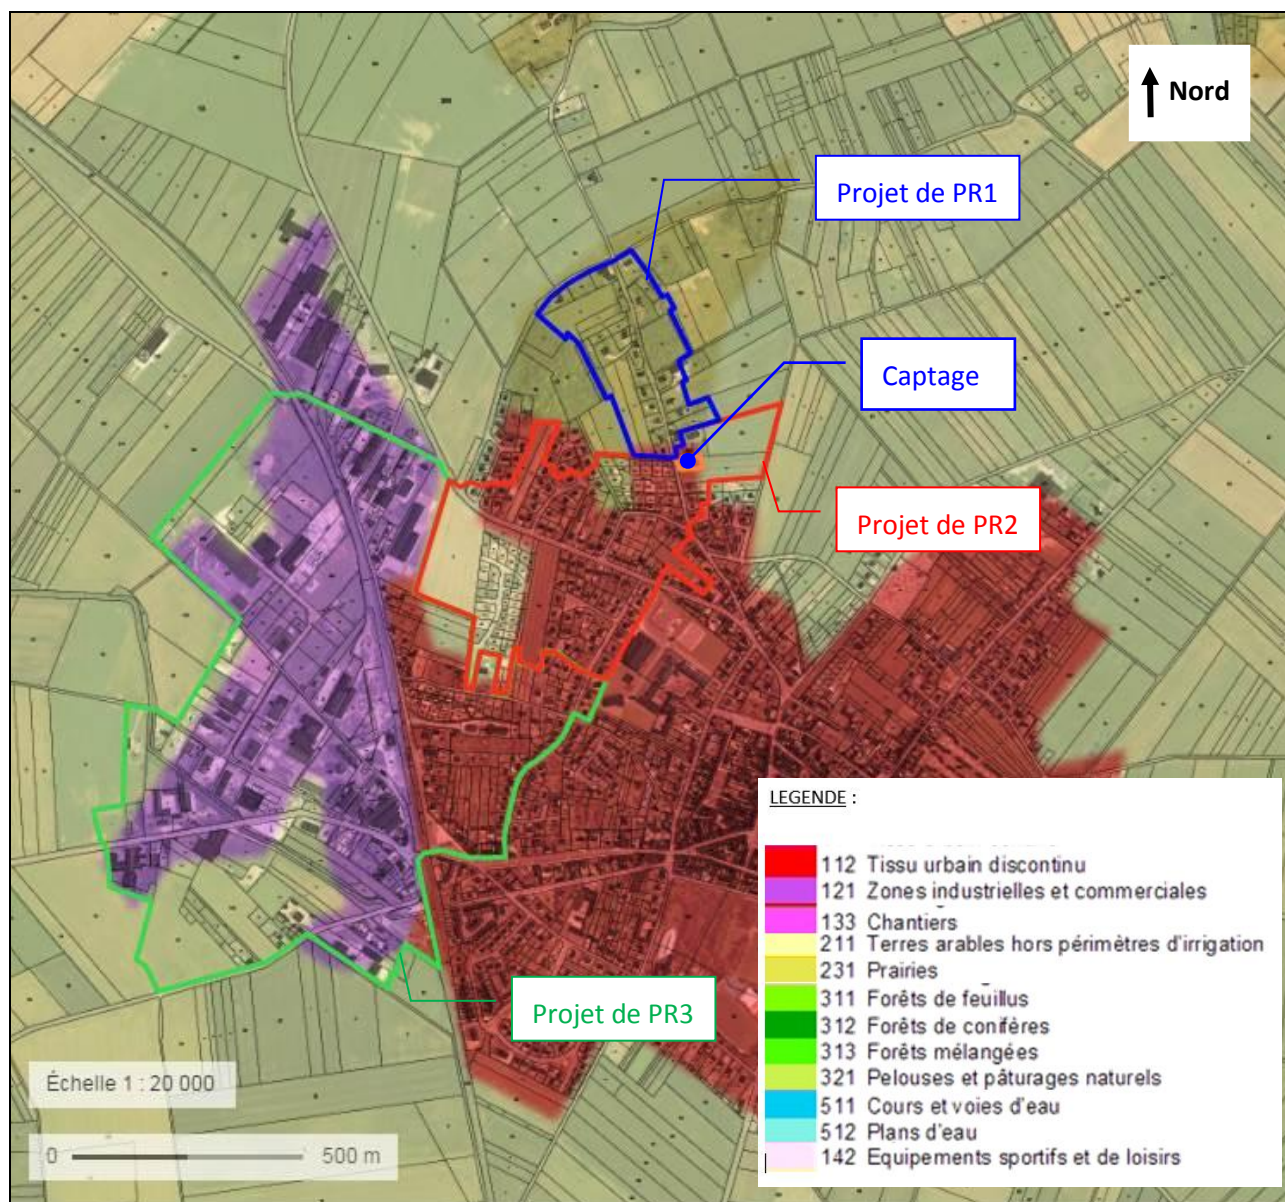 Nord
Projet de PR1
Captage
Projet de PR2
Projet de PR3
LEGENDE :
112 Tissu urbain discontinu
121 Zones industrielles et commerciales
133 Chantiers
211 Terres arables hors périmètres d'irrigation
231 Prairies
311 Forêts de feuillus
312 Forêts de conifères
313 Forêts mélangées
321 Pelouses et pâturages naturels
511 Cours et voies d'eau
512 Plans d'eau
142 Equipements sportifs et de loisirs
Échelle 1 : 20 000
0 500 m